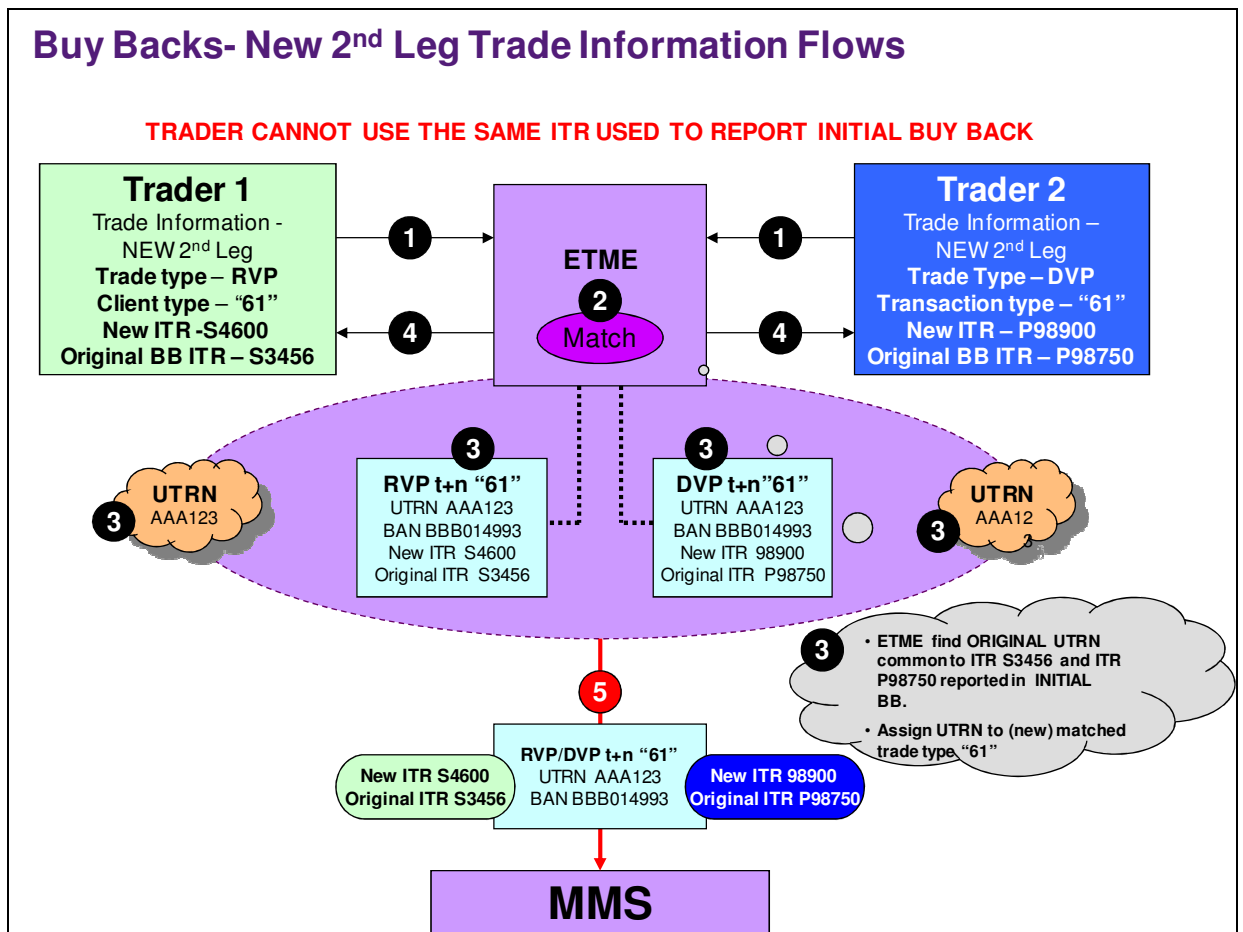 Buy Backs- New 2nd Leg Trade Information Flows
TRADER CANNOT USE THE SAME ITR USED TO REPORT INITIAL BUY BACK
Trader 1
Trade Information -
NEW 2nd Leg
Trade type – RVP
Client type – “61”
New ITR -S4600
Original BB ITR – S3456
1
4
ETME
2
Match
1
4
Trader 2
Trade Information –
NEW 2nd Leg
Trade Type – DVP
Transaction type – “61”
New ITR – P98900
Original BB ITR – P98750
UTRN
AAA123
3
3
RVP t+n “61”
UTRN AAA123
BAN BBB014993
New ITR S4600
Original ITR S3456
3
DVP t+n”61”
UTRN AAA123
BAN BBB014993
New ITR 98900
Original ITR P98750
UTRN
AAA12
3
3
3
• ETME find ORIGINAL UTRN
common to ITR S3456 and ITR
P98750 reported in INITIAL
BB.
• Assign UTRN to (new) matched
trade type “61”
5
New ITR S4600
Original ITR S3456
RVP/DVP t+n “61”
UTRN AAA123
BAN BBB014993
New ITR 98900
Original ITR P98750
MMS